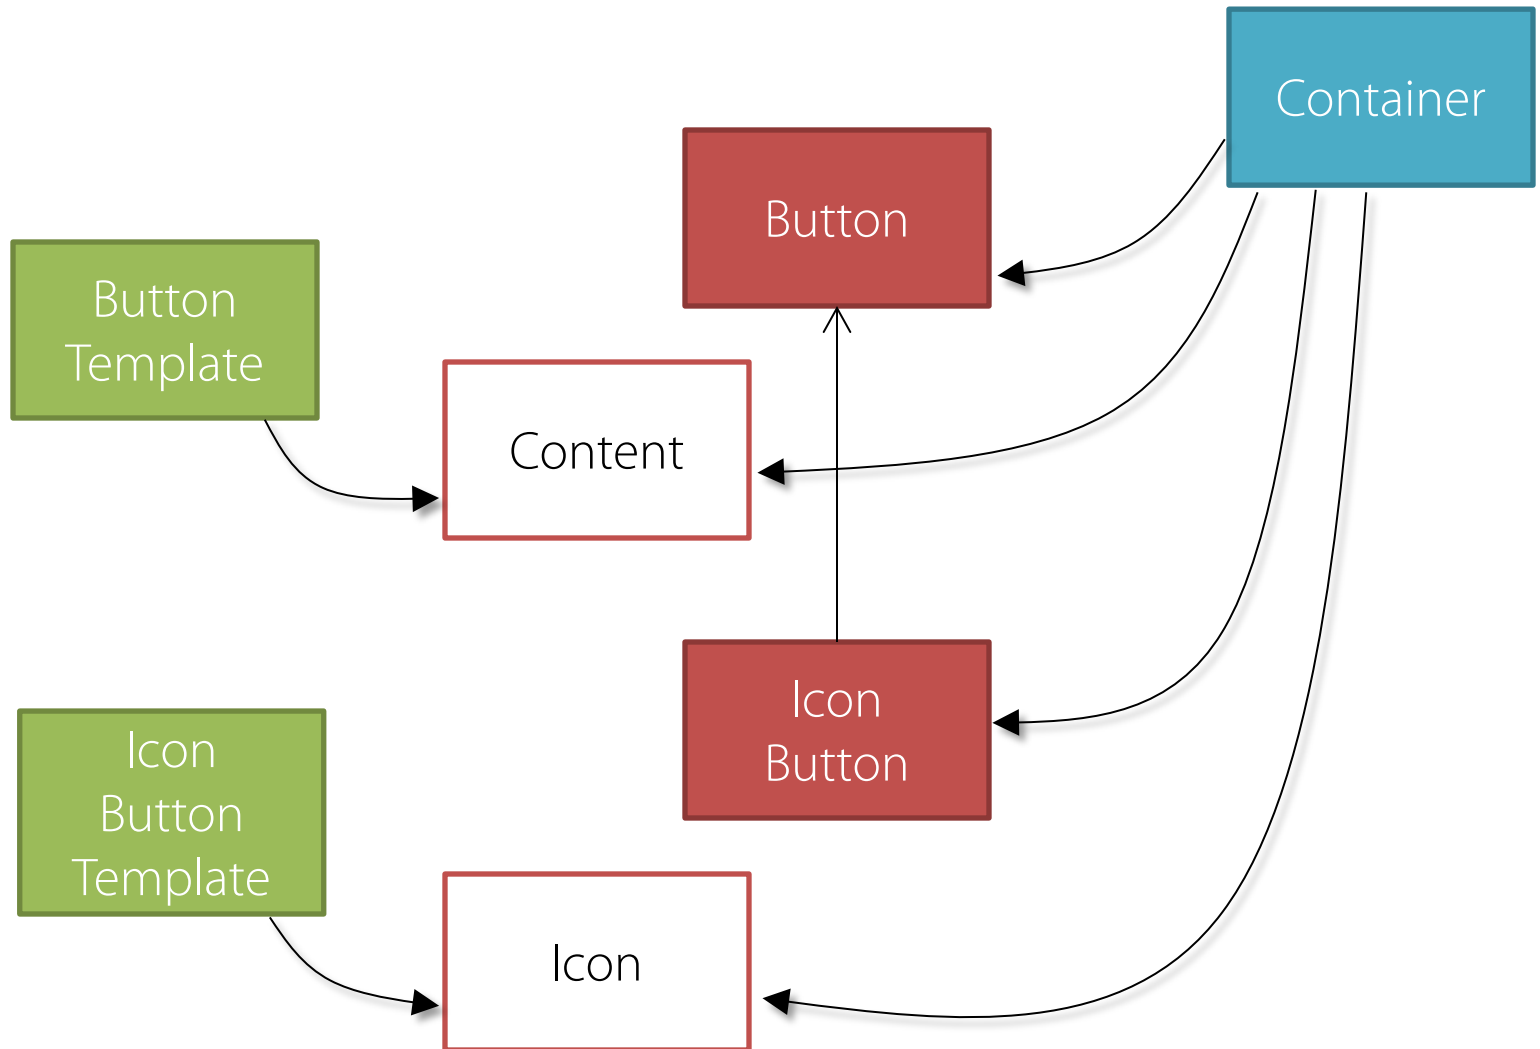 Container
Button
Button
Template
Content
Icon
Button
Icon
Button
Template
Icon